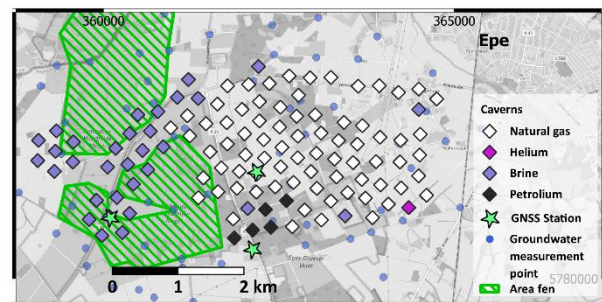 360000
365000
Epe
Caverns
Natural gas
Helium
Brine
Petrolium
GNSS Station
Groundwater
measurement
point
5780000
Area fen
0 1 2 km